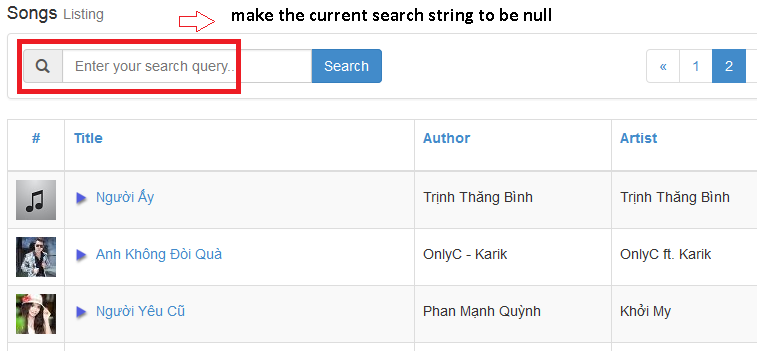 Songs Listing
make the current search string to be null
Enter your search query.. Search « 1 2
# Title Author Artist
Người Ấy Trịnh Thăng Bình Trịnh Thăng Bình
Anh Không Đòi Quà OnlyC - Karik OnlyC ft. Karik
Người Yêu Cũ Phan Mạnh Quỳnh Khởi My